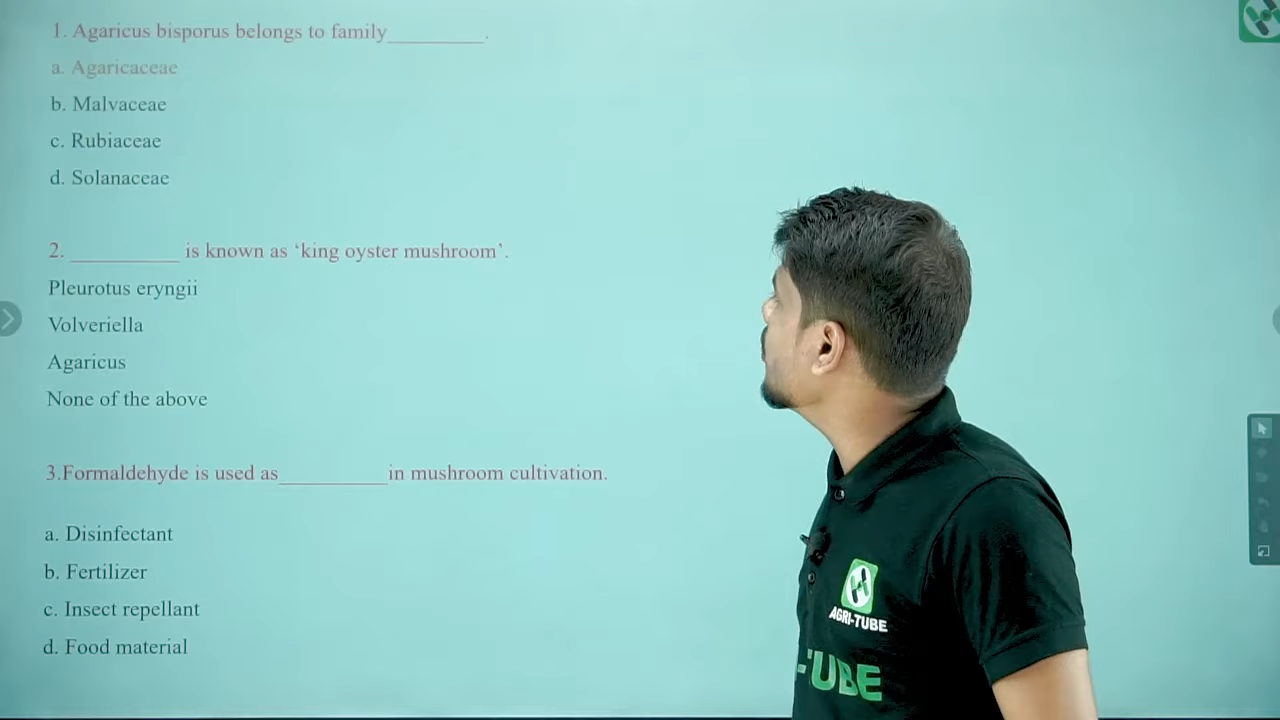 1. Agaricus bisporus belongs to family_________.
a. Agaricaceae
b. Malvaceae
c. Rubiaceae
d. Solanaceae
2. __________ is known as ‘king oyster mushroom’.
Pleurotus eryngii
Volveriella
Agaricus
None of the above
3.Formaldehyde is used as__________in mushroom cultivation.
a. Disinfectant
b. Fertilizer
c. Insect repellant
d. Food material
AGRI-TUBE
-TUBE